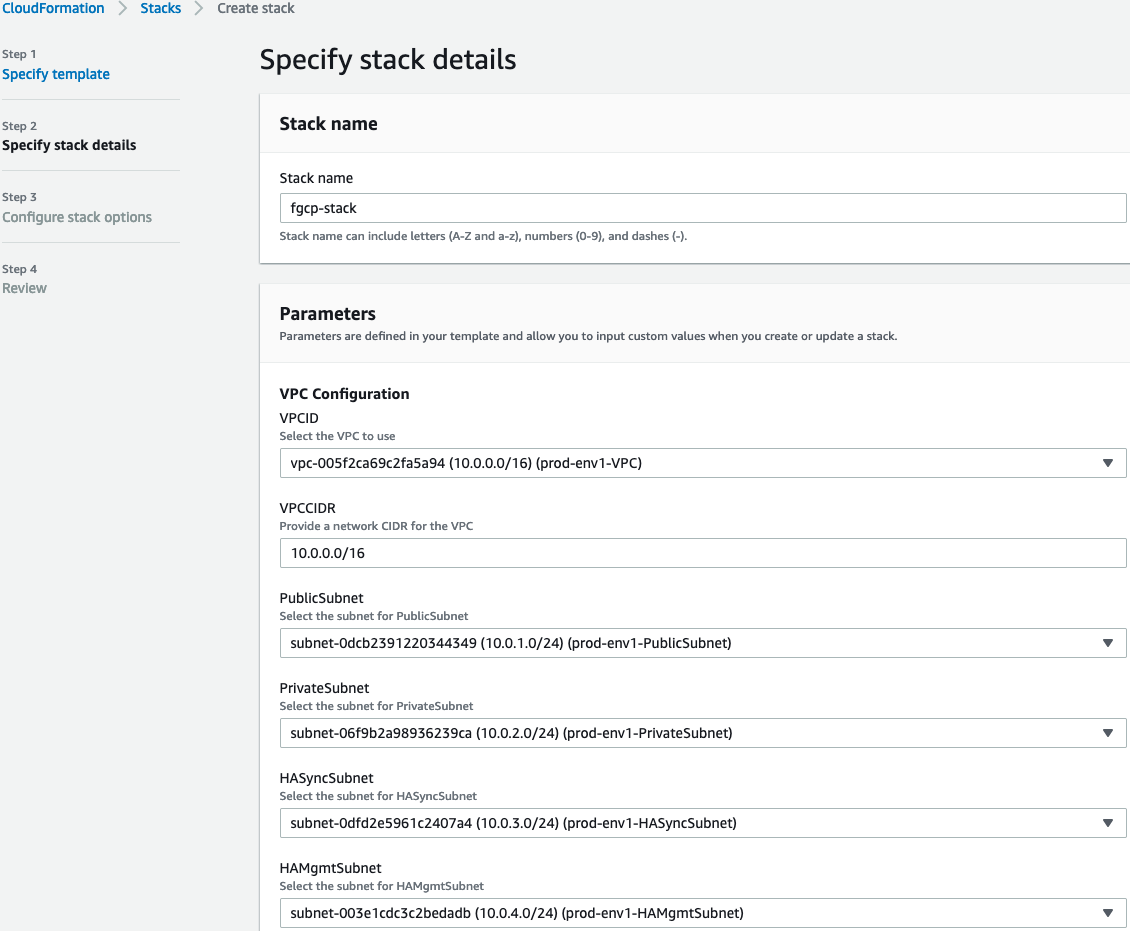 CloudFormation > Stacks > Create stack
Step 1
Specify template
Step 2
Specify stack details
Step 3
Configure stack options
Step 4
Review
Specify stack details
Stack name
Stack name
fgcp-stack
Stack name can include letters (A-Z and a-z), numbers (0-9), and dashes (-).
Parameters
Parameters are defined in your template and allow you to input custom values when you create or update a stack.
VPC Configuration
VPCID
Select the VPC to use
vpc-005f2ca69c2fa5a94 (10.0.0.0/16) (prod-env1-VPC)
VPCCIDR
Provide a network CIDR for the VPC
10.0.0.0/16
PublicSubnet
Select the subnet for PublicSubnet
subnet-0dcb2391220344349 (10.0.1.0/24) (prod-env1-PublicSubnet)
PrivateSubnet
Select the subnet for PrivateSubnet
subnet-06f9b2a98936239ca (10.0.2.0/24) (prod-env1-PrivateSubnet)
HASyncSubnet
Select the subnet for HASyncSubnet
subnet-0dfd2e5961c2407a4 (10.0.3.0/24) (prod-env1-HASyncSubnet)
HAMgmtSubnet
Select the subnet for HAMgmtSubnet
subnet-003e1cdc3c2bedadb (10.0.4.0/24) (prod-env1-HAMgmtSubnet)